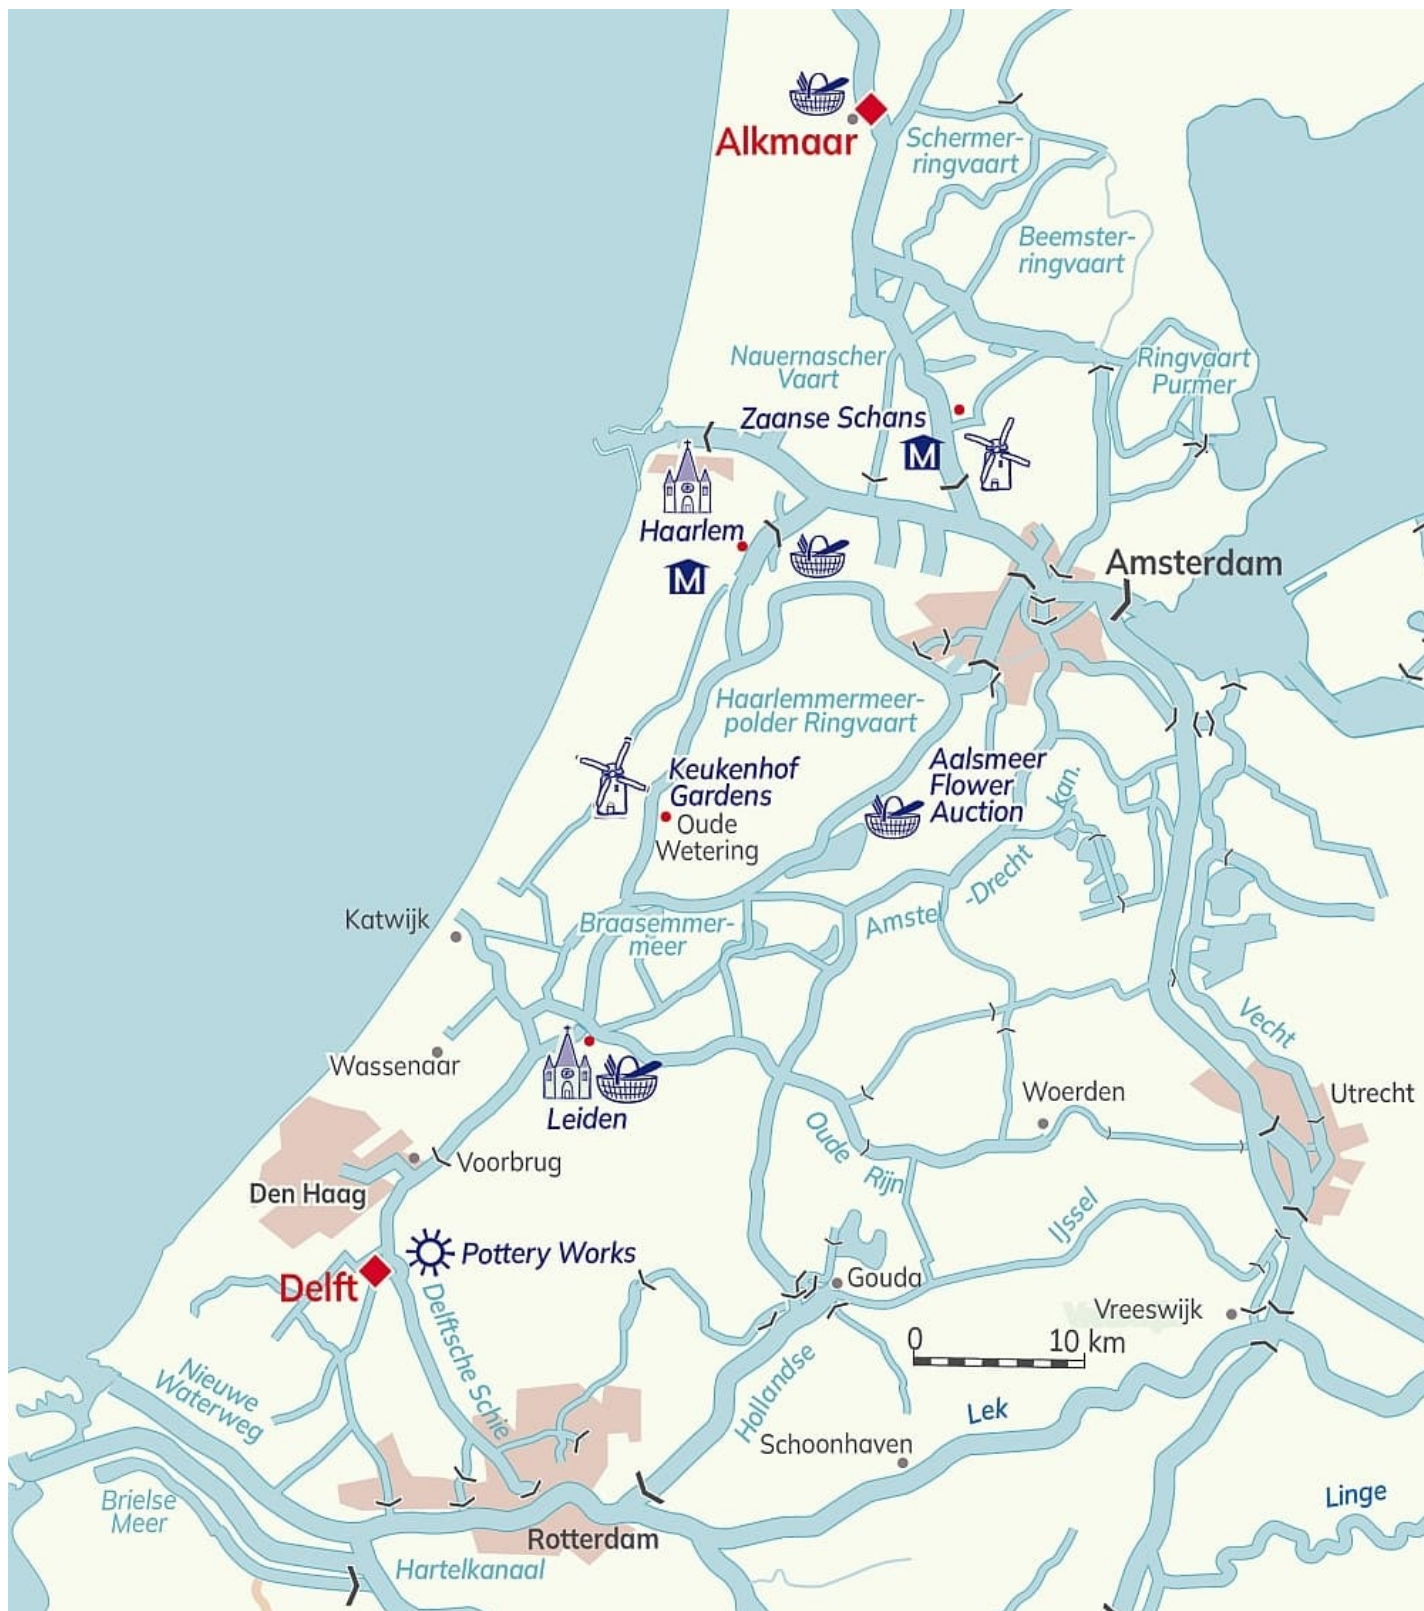 Alkmaar
Schermer-
ringvaart
Beemster-
ringvaart
Nauernascher
Vaart
Ringvaart
Purmer
Zaanse Schans
M
Haarlem
M
Amsterdam
Haarlemmermeer-
polder Ringvaart
Keukenhof
Gardens
Oude
Wetering
Aalsmeer
Flower
Auction
kan.
-Drecht
Amstel
Katwijk
Braasemmer-
meer
Vecht
Wassenaar
Leiden
Woerden
Utrecht
Oude
Rijn
Voorbrug
Den Haag
IJssel
Pottery Works
Delft
Gouda
Vreeswijk
0 10 km
Delftsche Schie
Nieuwe
Waterweg
Hollandse
Lek
Schoonhaven
Linge
Brielse
Meer
Rotterdam
Hartelkanaal